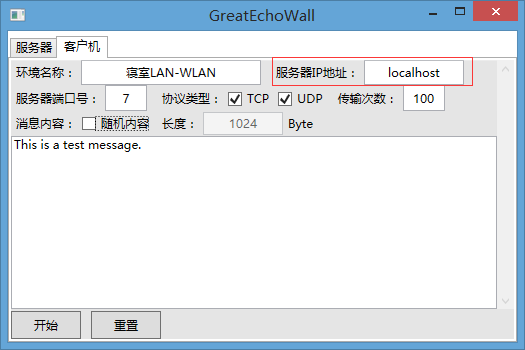 GreatEchoWall
服务器 客户机
环境名称： 寝室LAN-WLAN 服务器IP地址： localhost
服务器端口号： 7 协议类型： TCP UDP 传输次数： 100
消息内容： 随机内容 长度： 1024 Byte
This is a test message.
开始 重置